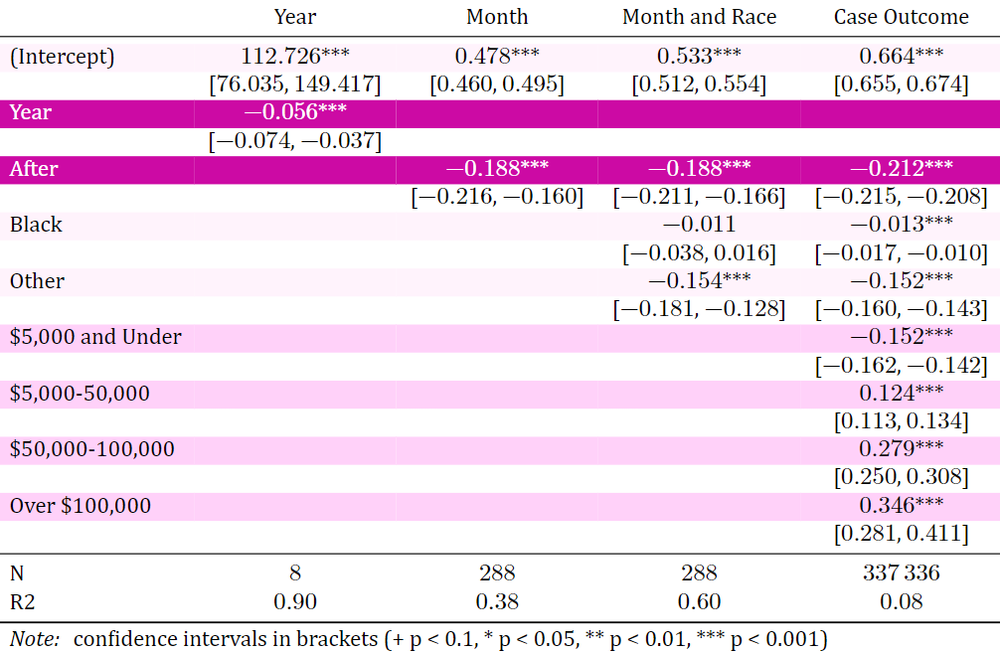 Year Month Month and Race Case Outcome
(Intercept) 112.726*** 0.478*** 0.533*** 0.664***
[76.035, 149.417] [0.460, 0.495] [0.512, 0.554] [0.655, 0.674]
Year −0.056***
[−0.074, −0.037]
After −0.188*** −0.188*** −0.212***
[−0.216, −0.160] [−0.211, −0.166] [−0.215, −0.208]
Black −0.011 −0.013***
[−0.038, 0.016] [−0.017, −0.010]
Other −0.154*** −0.152***
[−0.181, −0.128] [−0.160, −0.143]
$5,000 and Under −0.152***
[−0.162, −0.142]
$5,000-50,000 0.124***
[0.113, 0.134]
$50,000-100,000 0.279***
[0.250, 0.308]
Over $100,000 0.346***
[0.281, 0.411]
N 8 288 288 337 336
R2 0.90 0.38 0.60 0.08
Note: confidence intervals in brackets (+ p < 0.1, * p < 0.05, ** p < 0.01, *** p < 0.001)